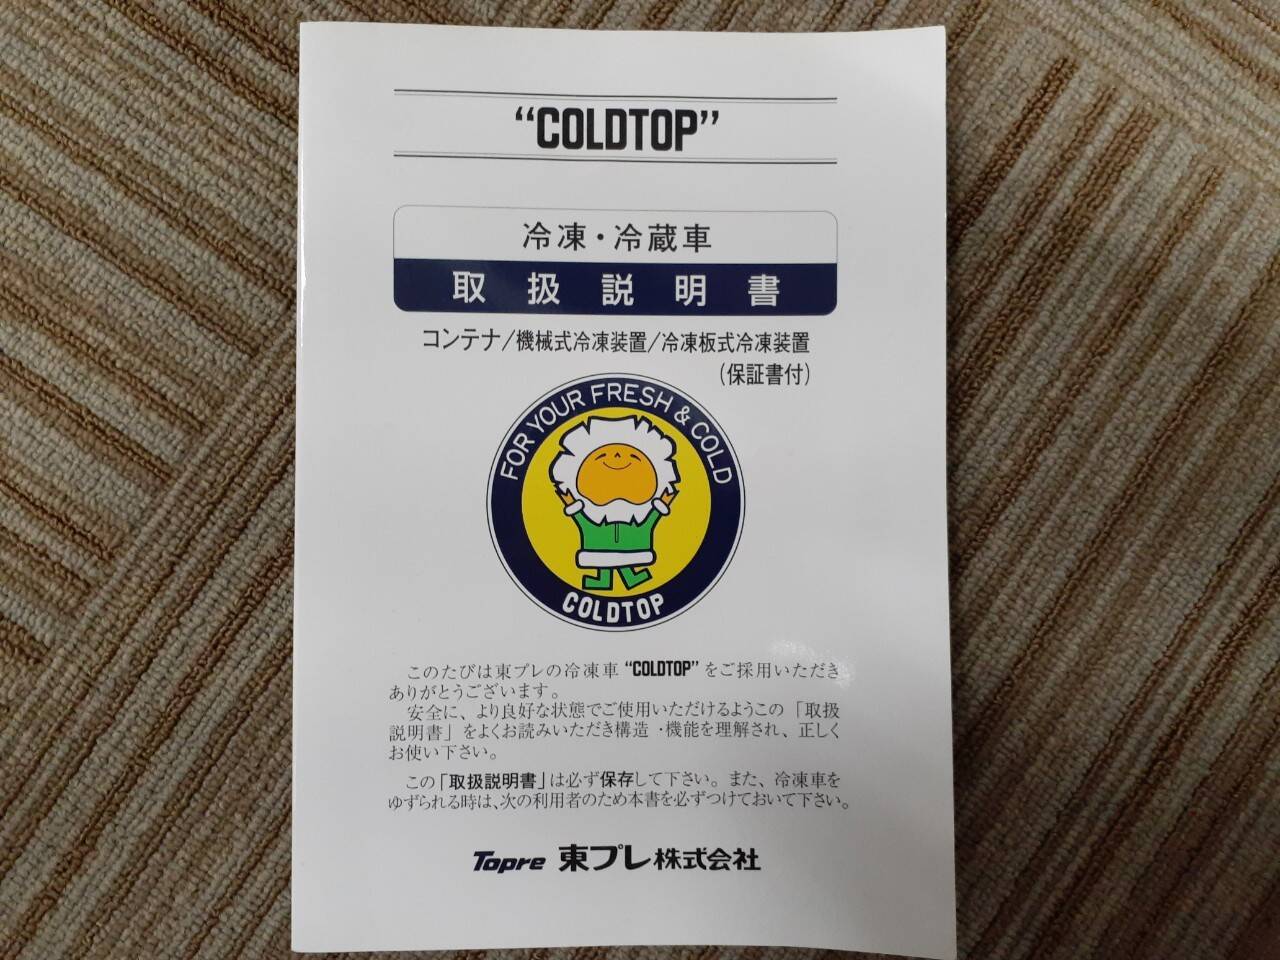 “COLDTOP”
冷凍・冷蔵車
取扱説明書
コンテナ/機械式冷凍装置/冷凍板式冷凍装置
(保証書付)
FOR YOUR FRESH & COLD
COLDTOP
このたびは東プレの冷凍車“COLDTOP”をご採用いただき
ありがとうございます。
安全に、より良好な状態でご使用いただけるようこの「取扱
説明書」をよくお読みいただき構造・機能を理解され、正しく
お使い下さい。
この「取扱説明書」は必ず保存して下さい。また、冷凍車を
ゆずられる時は、次の利用者のため本書を必ずつけておいて下さい。
Topre 東プレ株式会社